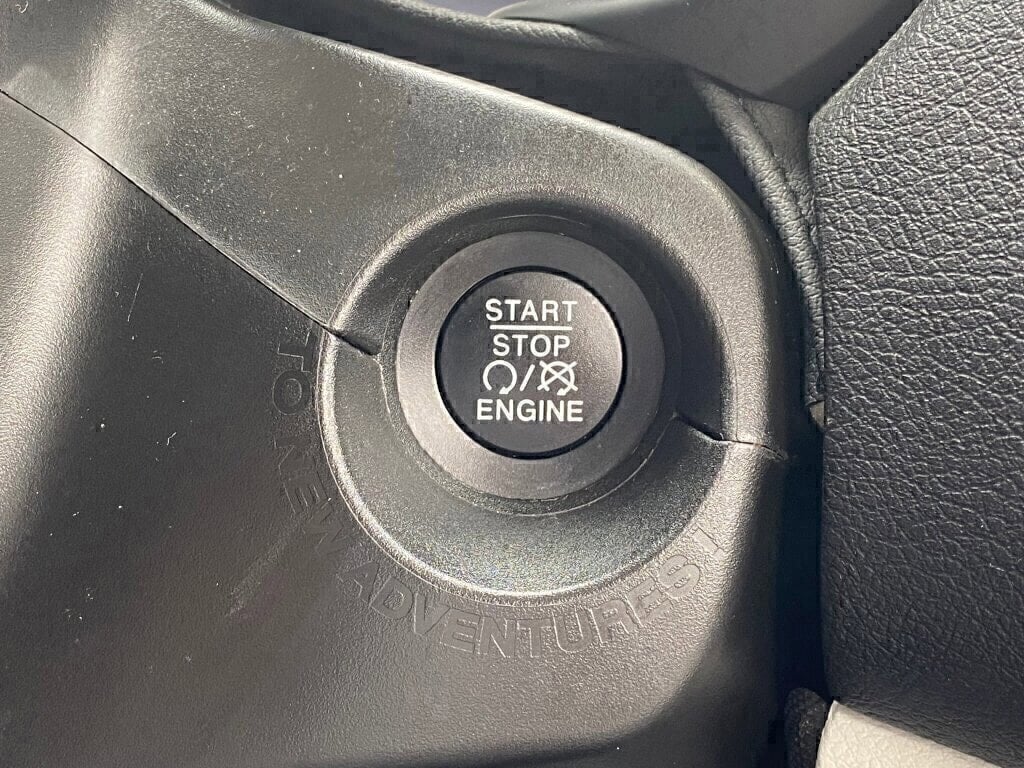 START
STOP
/
ENGINE
TO NEW ADVENTURES !